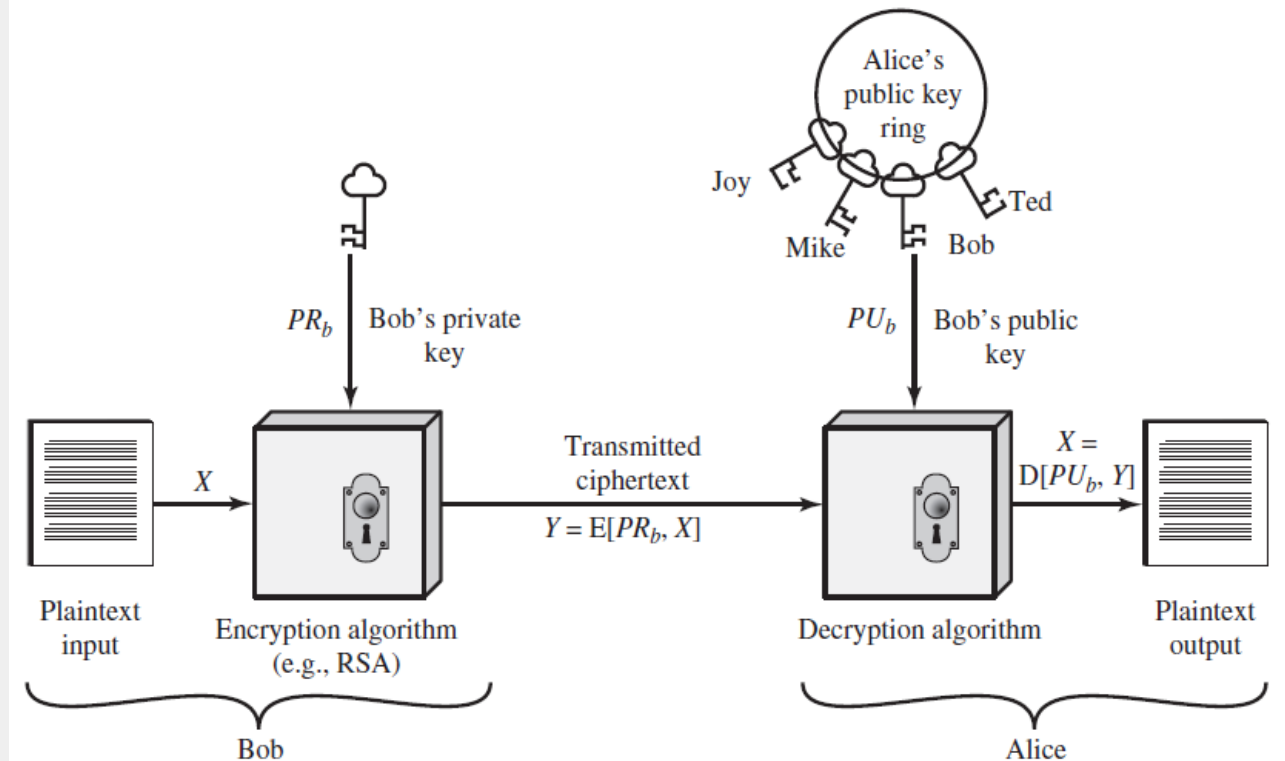 Alice’s
public key
ring
Joy
Mike
Bob
Ted
PR_b
Bob’s private
key
PU_b
Bob’s public
key
X
Transmitted
ciphertext
Y = E[PR_b, X]
X =
D[PU_b, Y]
Plaintext
input
Encryption algorithm
(e.g., RSA)
Decryption algorithm
Plaintext
output
Bob
Alice